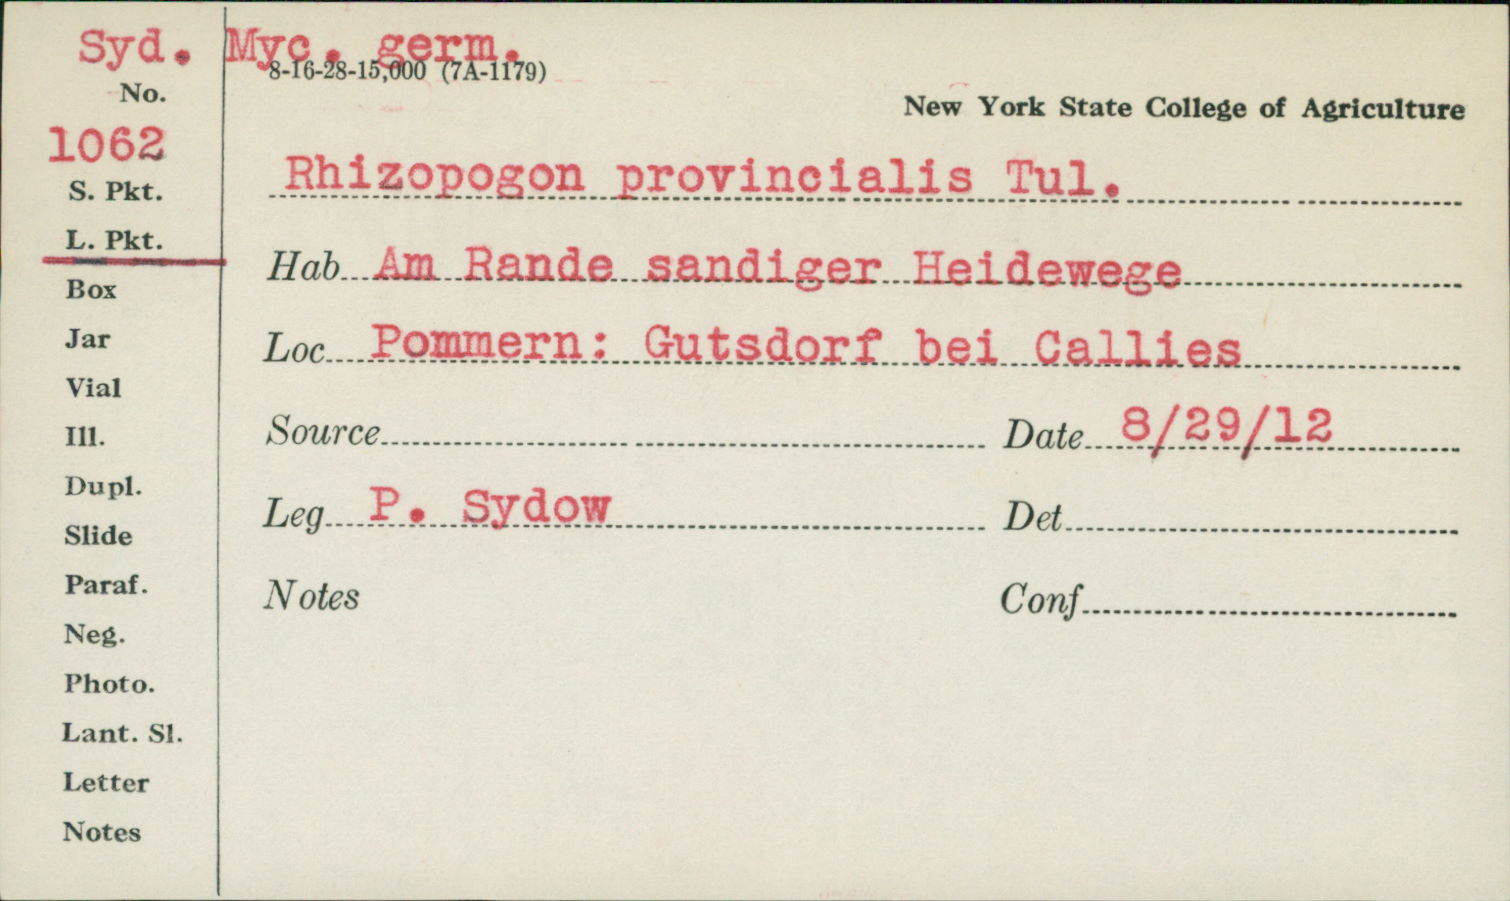 Syd. Myc. germ.
8-16-28-15,000 (7A-1179)
No.
New York State College of Agriculture
1062
Rhizopogon provincialis Tul.
S. Pkt.
L. Pkt.
Hab Am Rande sandiger Heidewege
Box
Jar
Loc Pommern: Gutsdorf bei Callies
Vial
Ill.
Source Date 8/29/12
Dupl.
Leg P. Sydow Det
Slide
Paraf.
Notes Conf
Neg.
Photo.
Lant. Sl.
Letter
Notes